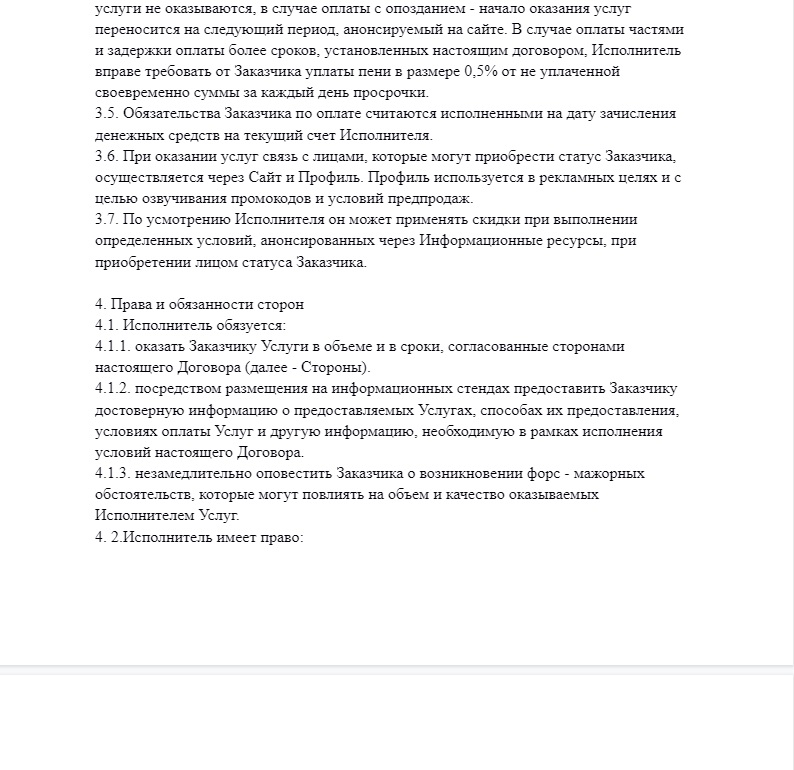 услуги не оказываются, в случае оплаты с опозданием - начало оказания услуг
переносится на следующий период, анонсируемый на сайте. В случае оплаты частями
и задержки оплаты более сроков, установленных настоящим договором, Исполнитель
вправе требовать от Заказчика уплаты пени в размере 0,5% от не уплаченной
своевременно суммы за каждый день просрочки.
3.5. Обязательства Заказчика по оплате считаются исполненными на дату зачисления
денежных средств на текущий счет Исполнителя.
3.6. При оказании услуг связь с лицами, которые могут приобрести статус Заказчика,
осуществляется через Сайт и Профиль. Профиль используется в рекламных целях и с
целью озвучивания промокодов и условий предпродаж.
3.7. По усмотрению Исполнителя он может применять скидки при выполнении
определенных условий, анонсированных через Информационные ресурсы, при
приобретении лицом статуса Заказчика.
4. Права и обязанности сторон
4.1. Исполнитель обязуется:
4.1.1. оказать Заказчику Услуги в объеме и в сроки, согласованные сторонами
настоящего Договора (далее - Стороны).
4.1.2. посредством размещения на информационных стендах предоставить Заказчику
достоверную информацию о предоставляемых Услугах, способах их предоставления,
условиях оплаты Услуг и другую информацию, необходимую в рамках исполнения
условий настоящего Договора.
4.1.3. незамедлительно оповестить Заказчика о возникновении форс - мажорных
обстоятельств, которые могут повлиять на объем и качество оказываемых
Исполнителем Услуг.
4. 2.Исполнитель имеет право: